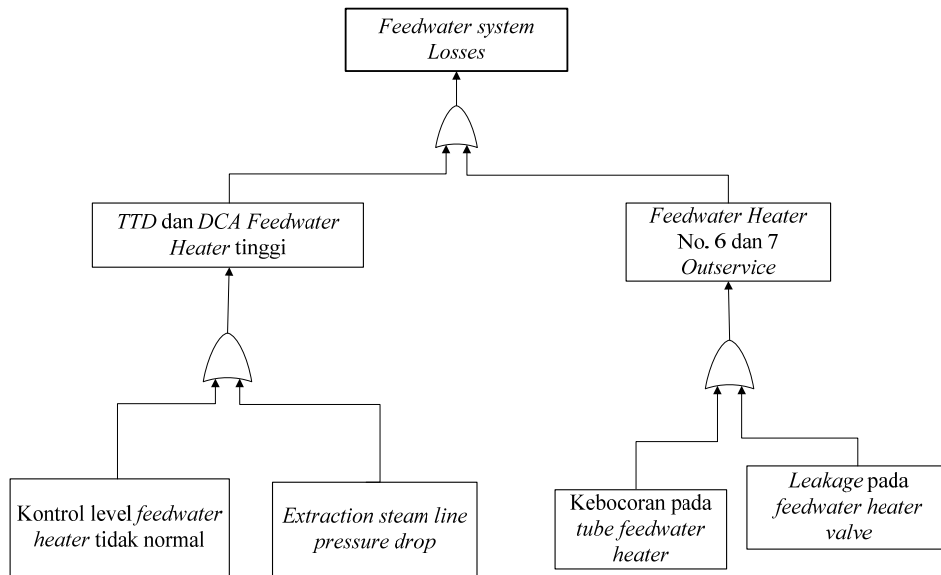 Feedwater system
Losses
TTD dan DCA Feedwater
Heater tinggi
Feedwater Heater
No. 6 dan 7
Outservice
Kontrol level feedwater
heater tidak normal
Extraction steam line
pressure drop
Kebocoran pada
tube feedwater
heater
Leakage pada
feedwater heater
valve